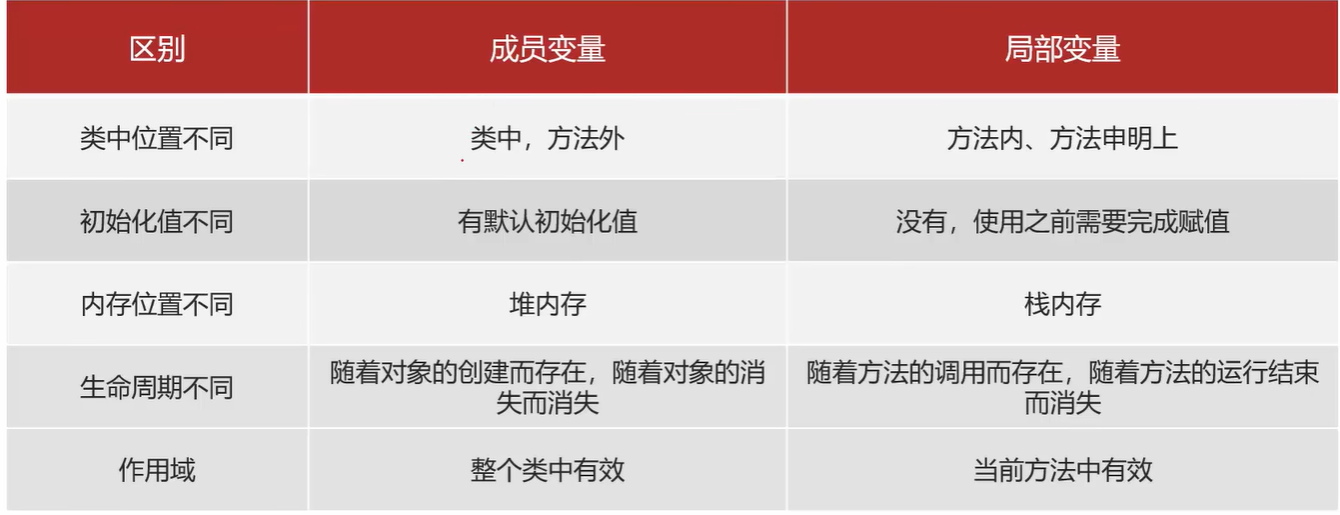 区别 成员变量 局部变量
类中位置不同 类中，方法外 方法内、方法申明上
初始化值不同 有默认初始化值 没有，使用之前需要完成赋值
内存位置不同 堆内存 栈内存
生命周期不同 随着对象的创建而存在，随着对象的消 随着方法的调用而存在，随着方法的运行结束
失而消失 而消失
作用域 整个类中有效 当前方法中有效